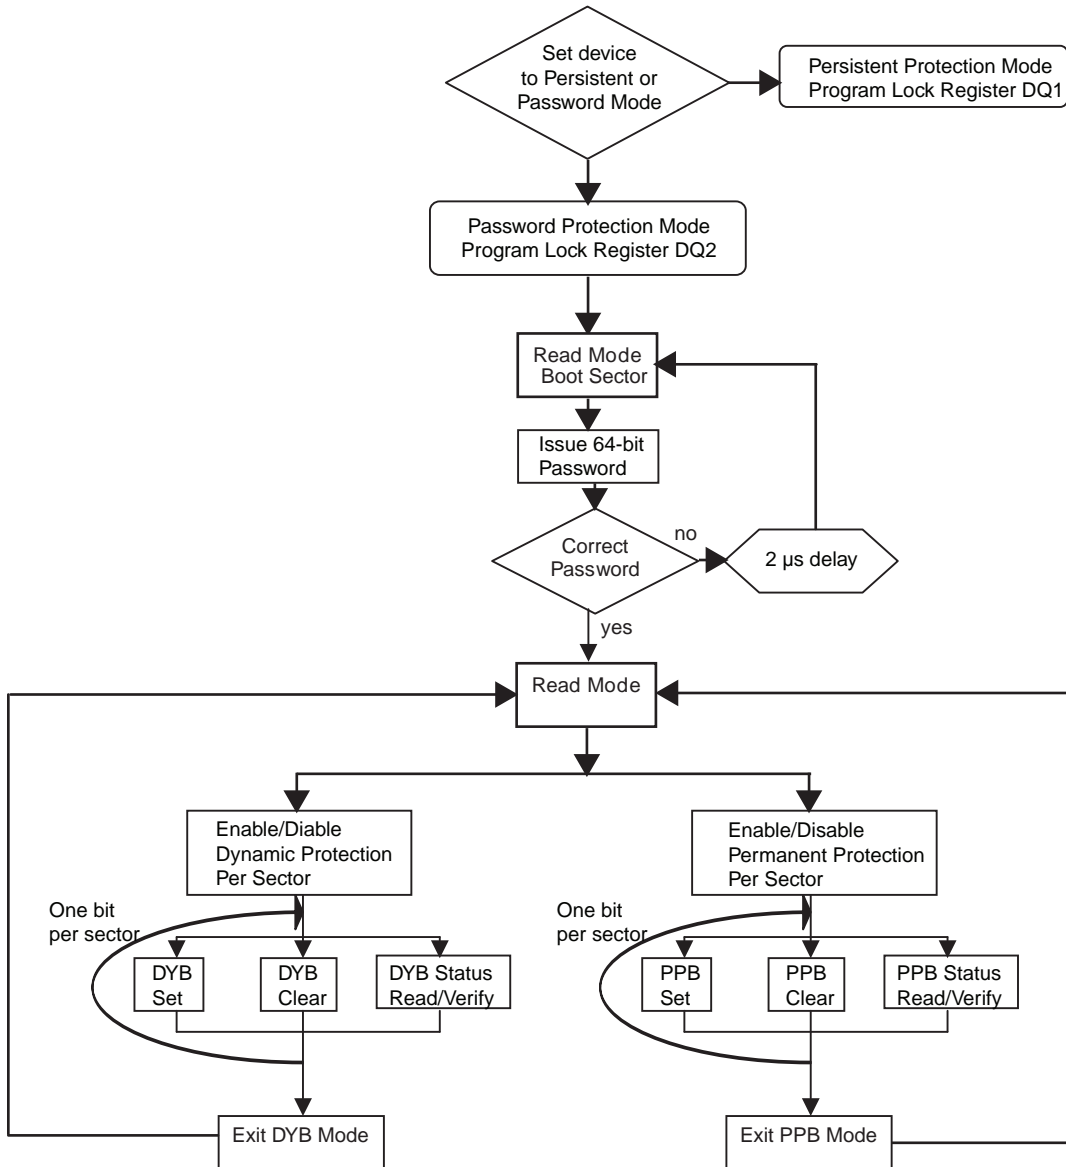 Set device
to Persistent or
Password Mode
Persistent Protection Mode
Program Lock Register DQ1
Password Protection Mode
Program Lock Register DQ2
Read Mode
Boot Sector
Issue 64-bit
Password
Correct
Password
no
2 µs delay
yes
Read Mode
Enable/Diable
Dynamic Protection
Per Sector
Enable/Disable
Permanent Protection
Per Sector
One bit
per sector
DYB
Set
DYB
Clear
DYB Status
Read/Verify
One bit
per sector
PPB
Set
PPB
Clear
PPB Status
Read/Verify
Exit DYB Mode
Exit PPB Mode